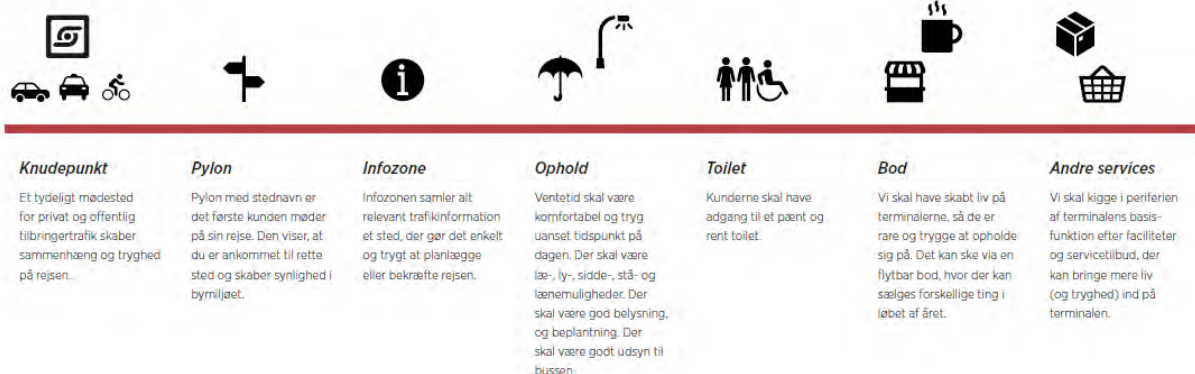 Knudepunkt
Et tydeligt mødested
for privat og offentlig
tilbringertrafik skaber
sammenhæng og tryghed
på rejsen.
Pylon
Pylon med stednavn er
det første kunden møder
på sin rejse. Den viser, at
du er ankommet til rette
sted og skaber synlighed i
bymiljøet.
Infozone
Infozonen samler alt
relevant trafikinformation
et sted, der gør det enkelt
og trygt at planlægge
eller bekræfte rejsen.
Ophold
Ventetid skal være
komfortabel og tryg
uanset tidspunkt på
dagen. Der skal være
læ-, ly-, sidde-, stå- og
lænemuligheder. Der
skal være god belysning,
og beplantning. Der
skal være godt udsyn til
bussen.
Toilet
Kunderne skal have
adgang til et pænt og
rent toilet.
Bod
Vi skal have skabt liv på
terminalerne, så de er
rare og trygge at opholde
sig på. Det kan ske via en
flytbar bod, hvor der kan
sælges forskellige ting i
løbet af året.
Andre services
Vi skal kigge i periferien
af terminalens basis-
funktion efter faciliteter
og servicetilbud, der
kan bringe mere liv
(og tryghed) ind på
terminalen.